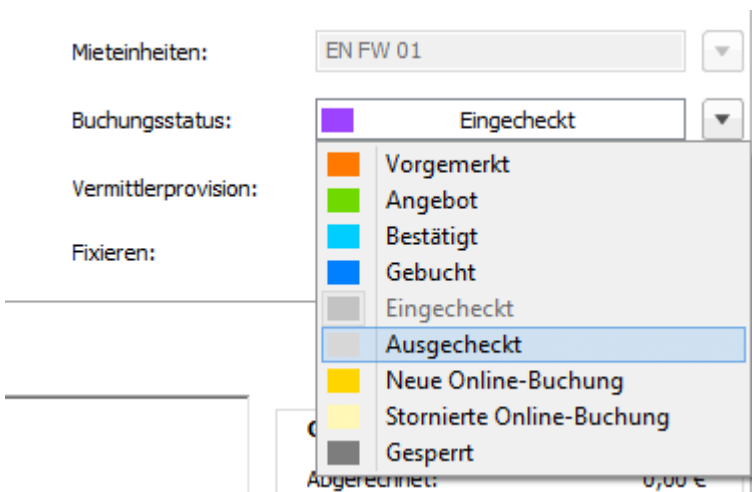 Mieteinheiten:
EN FW 01
Buchungsstatus:
Eingecheckt
Vorgemerkt
Angebot
Vermittlerprovision:
Bestätigt
Fixieren:
Gebucht
Eingecheckt
Ausgecheckt
Neue Online-Buchung
Stornierte Online-Buchung
Gesperrt
Abgerechnet:
0,00 €